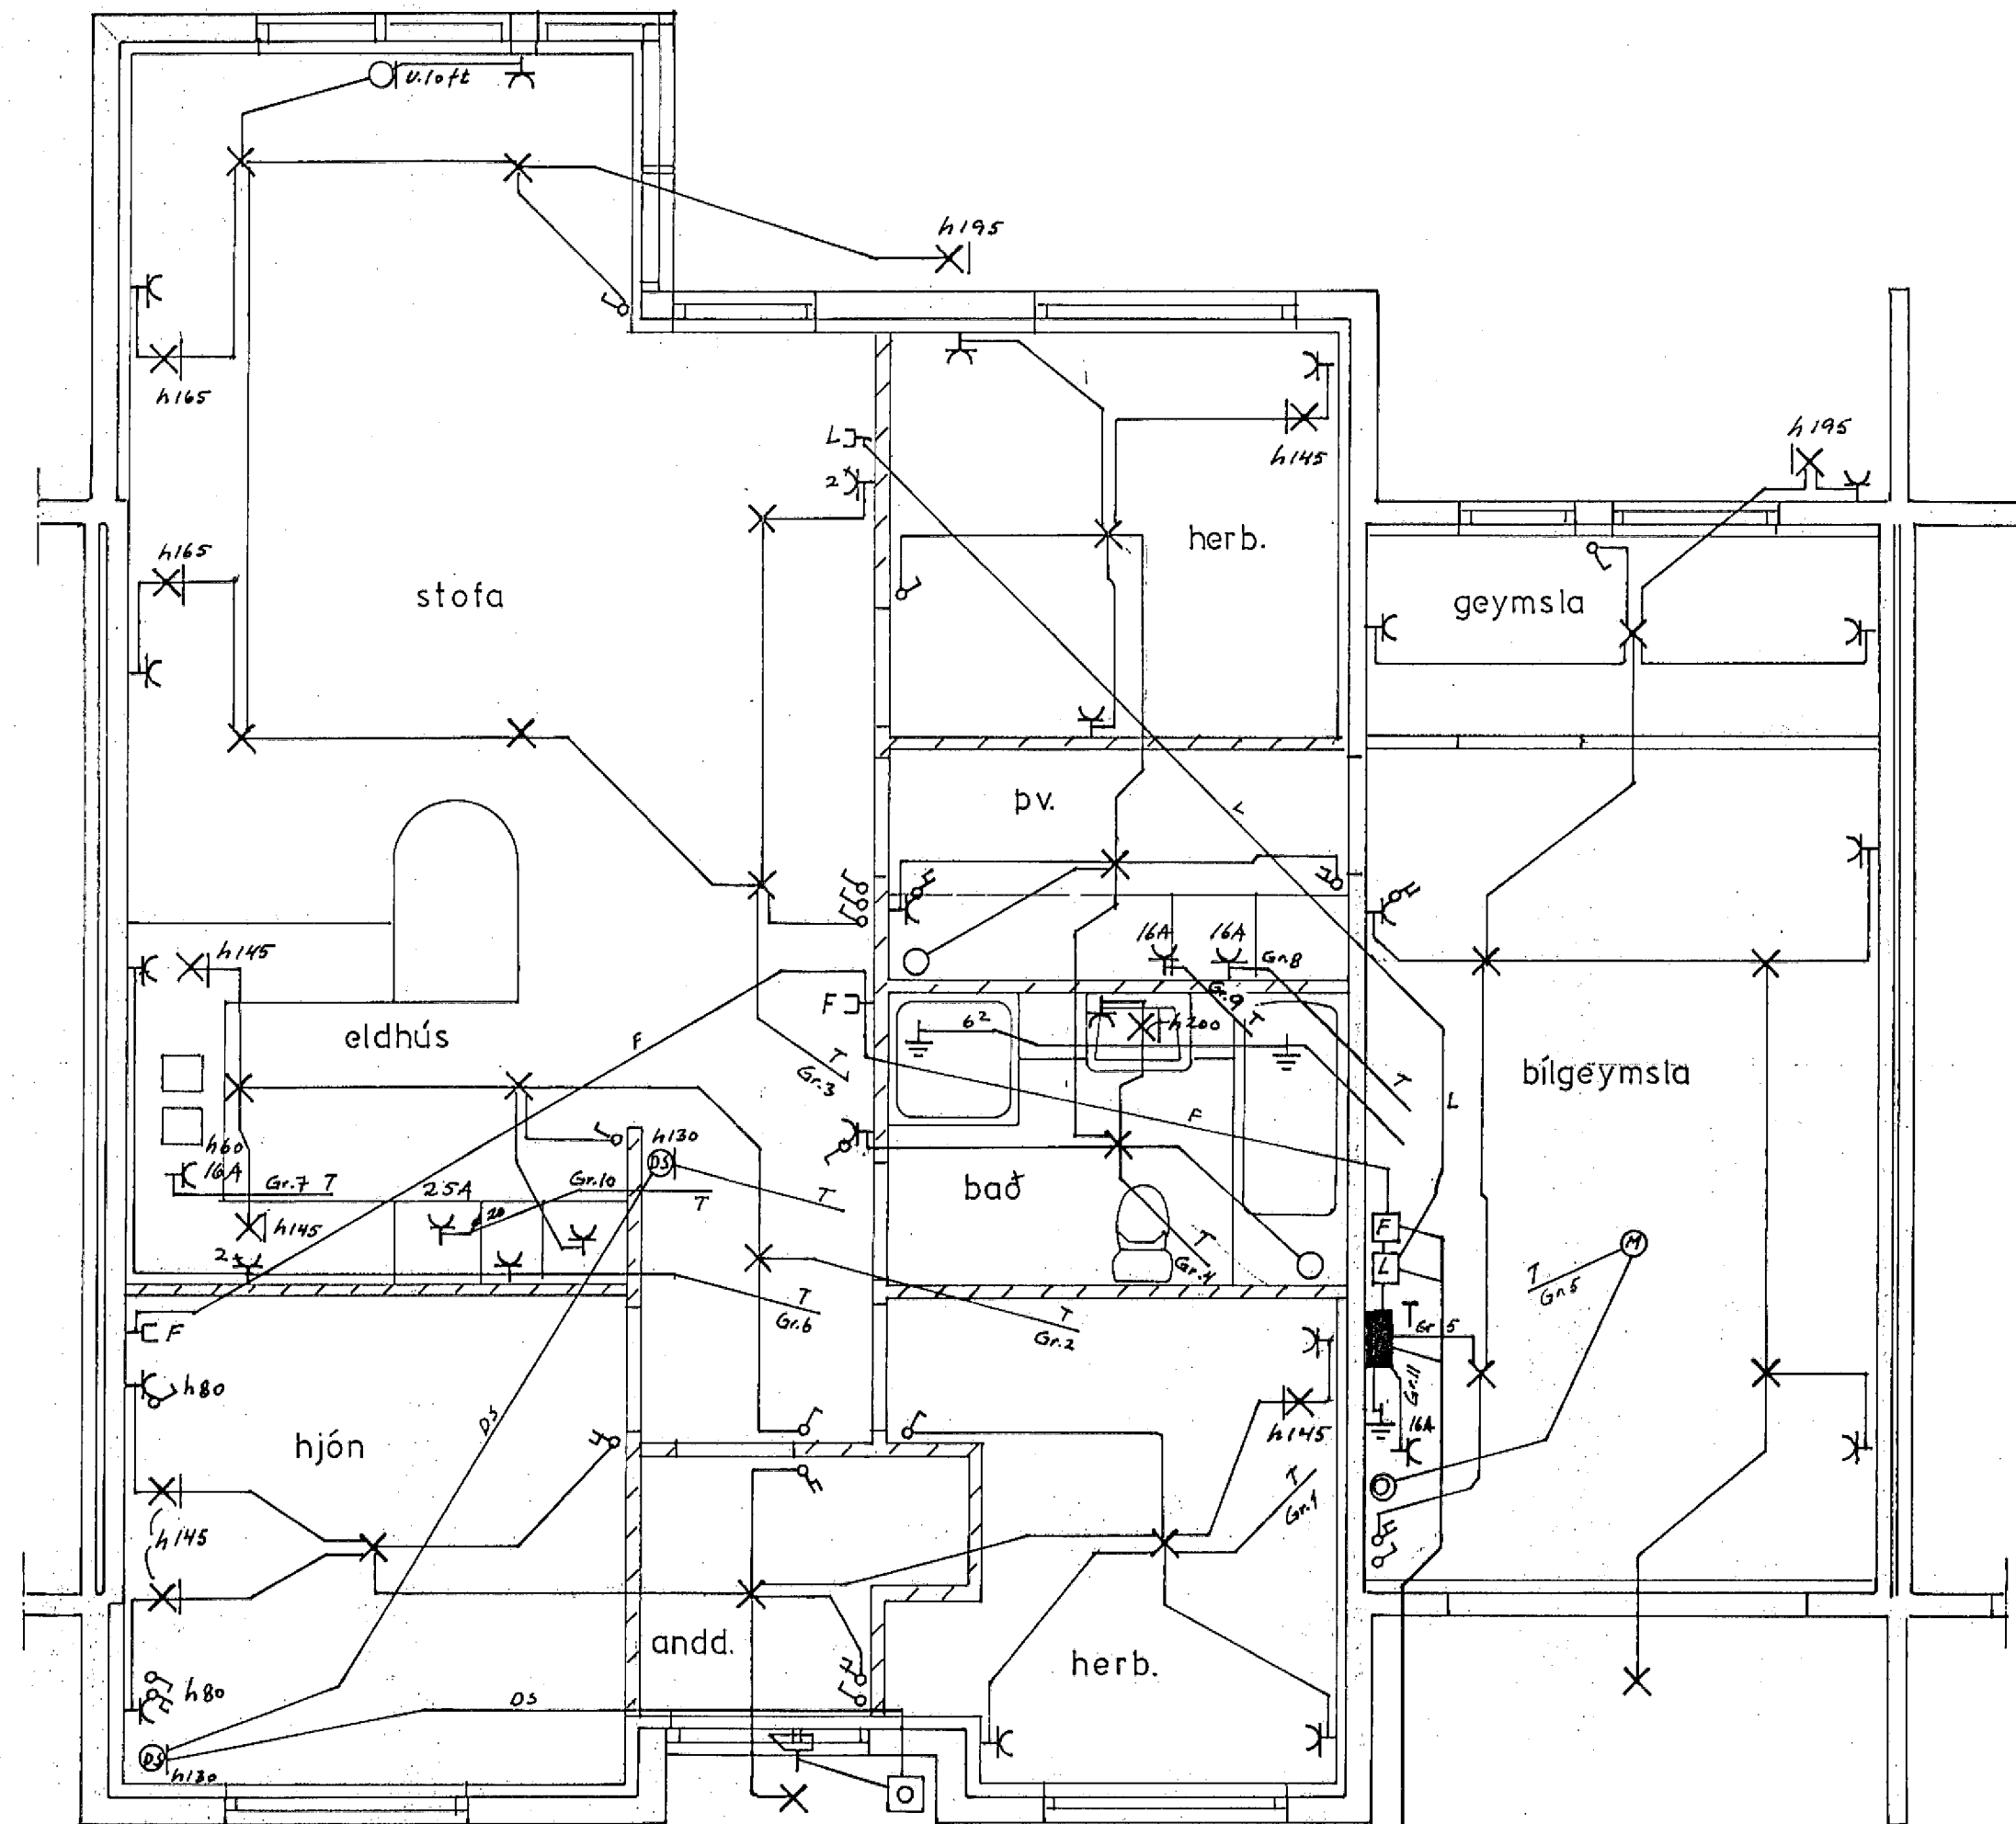 v.loft
h195
h165
L
2
h145
h195
herb.
h165
stofa
geymsla
þv.
L
h145
16A
16A
Gr.8
Gr.9
T
F
6²
h200
eldhús
F
T
Gr.3
T
L
bílgeymsla
F
h60
16A
Gr.7 T
25A
20
Gr.10
T
h130
DS
T
bað
T
Gr.4
F
L
M
T
Gr.5
h145
2
T
Gr.6
T
Gr.2
T
Gr 5
Gr.11
16A
F
h80
hjón
DS
h145
T
Gr.1
h145
andd.
herb.
h80
DS
DS
h130